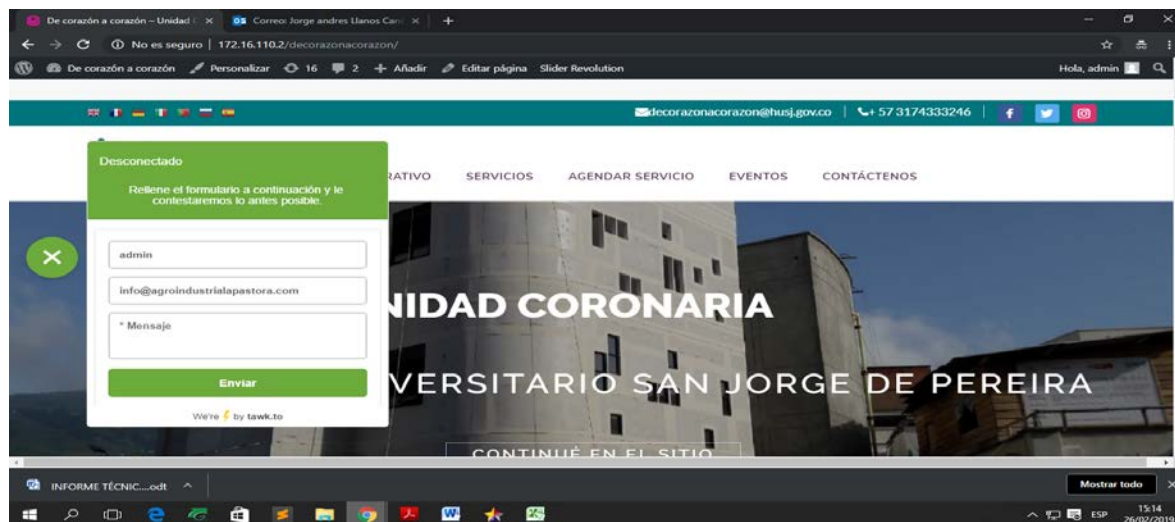 De corazón a corazón – Unidad
Correo: Jorge andres Llanos
No es seguro | 172.16.110.2/decorazonacorazon/
De corazón a corazón Personalizar 16 2 + Añadir Editar página Slider Revolution Hola, admin
decorazonacorazon@husj.gov.co | + 57 3174333246 |
RATIVO SERVICIOS AGENDAR SERVICIO EVENTOS CONTÁCTENOS
Desconectado
Rellene el formulario a continuación y le
contestaremos lo antes posible.
admin
info@agroindustrialapastora.com
* Mensaje
Enviar
We're by tawk.to
NIDAD CORONARIA
VERSITARIO SAN JORGE DE PEREIRA
CONTINUÉ EN EL SITIO
INFORME TÉCNIC....odt
Mostrar todo
ESP
15:14
26/02/2019